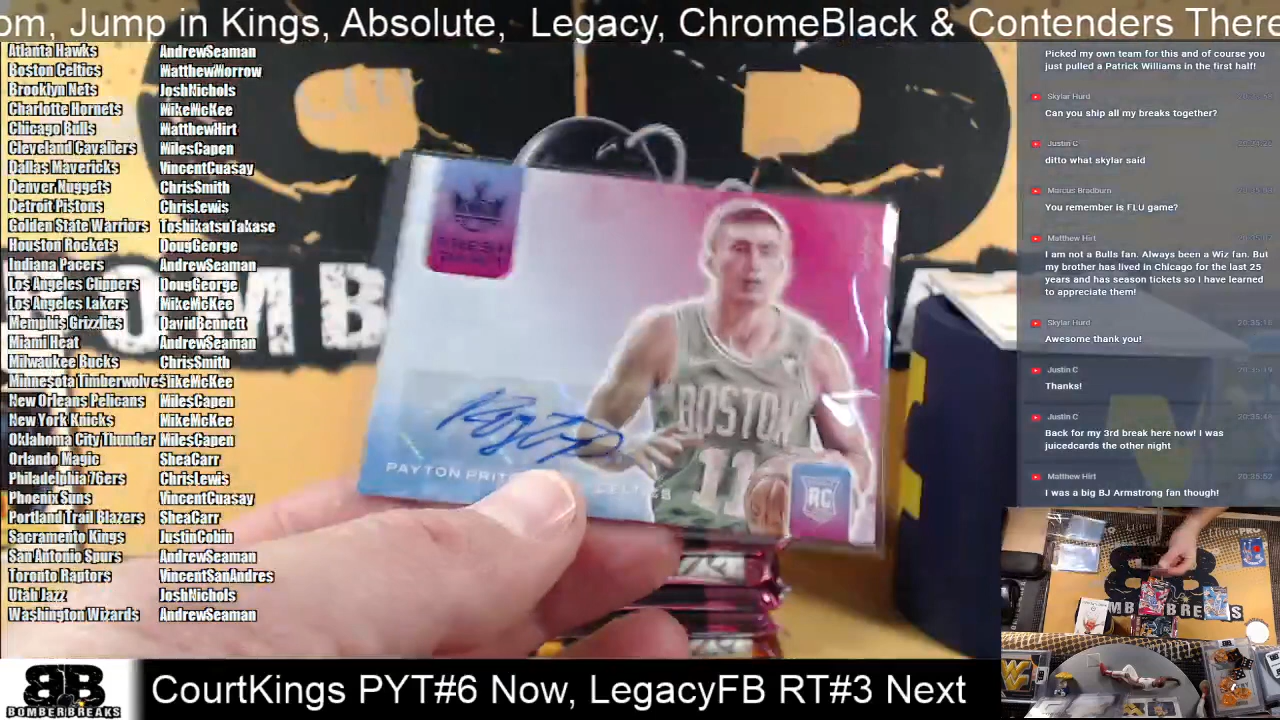 om, Jump in Kings, Absolute, Legacy, ChromeBlack & Contenders There
Atlanta Hawks AndrewSeaman
Boston Celtics MatthewMorrow
Brooklyn Nets JoshNichols
Charlotte Hornets MikeMcKee
Chicago Bulls MatthewHirt
Cleveland Cavaliers MilesCapen
Dallas Mavericks VincentCuasay
Denver Nuggets ChrisSmith
Detroit Pistons ChrisLewis
Golden State Warriors ToshikatsuTakase
Houston Rockets DougGeorge
Indiana Pacers AndrewSeaman
Los Angeles Clippers DougGeorge
Los Angeles Lakers MikeMcKee
Memphis Grizzlies DavidBennett
Miami Heat AndrewSeaman
Milwaukee Bucks ChrisSmith
Minnesota Timberwolves MikeMcKee
New Orleans Pelicans MilesCapen
New York Knicks MikeMcKee
Oklahoma City Thunder MilesCapen
Orlando Magic SheaCarr
Philadelphia 76ers ChrisLewis
Phoenix Suns VincentCuasay
Portland Trail Blazers SheaCarr
Sacramento Kings JustinCobin
San Antonio Spurs AndrewSeaman
Toronto Raptors VincentSanAndres
Utah Jazz JoshNichols
Washington Wizards AndrewSeaman
FRESH
PAYTON PRIT
CELTICS
BOSTON
11
RC
OMB
Picked my own team for this and of course you
just pulled a Patrick Williams in the first half!
Skylar Hurd
Can you ship all my breaks together?
Justin C
ditto what skylar said
Marcus Bradburn
You remember is FLU game?
Matthew Hirt
I am not a Bulls fan. Always been a Wiz fan. But
my brother has lived in Chicago for the last 25
years and has season tickets so I have learned
to appreciate them!
Skylar Hurd
Awesome thank you!
Justin C
Thanks!
Justin C
Back for my 3rd break here now! I was
juicedcards the other night
Matthew Hirt
I was a big BJ Armstrong fan though!
BB
BOMBERBREAKS
CourtKings PYT#6 Now, LegacyFB RT#3 Next